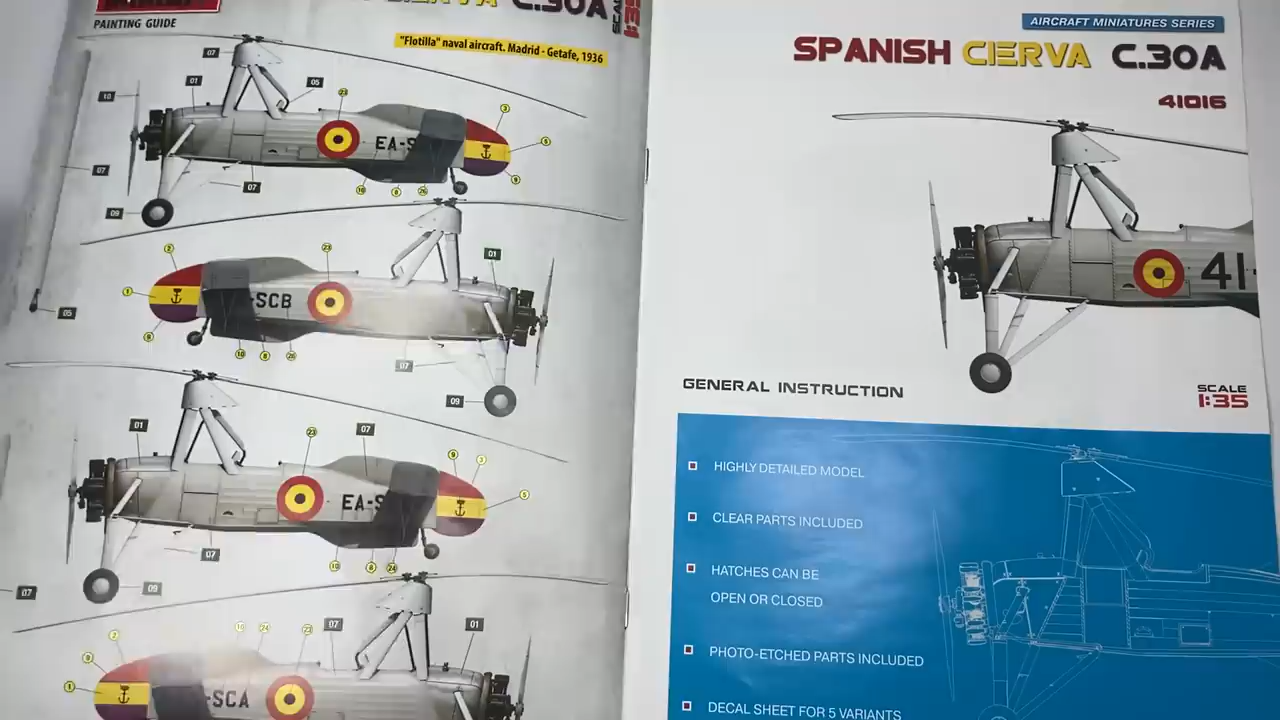 PAINTING GUIDE
CIERVA C.30A
SCALE
"Flotilla" naval aircraft. Madrid - Getafe, 1936
07
01
05
23
3
10
EA-S
6
07
07
10
8
26
9
09
2
23
01
1
SCB
05
8
10
8
26
07
09
01
23
07
9
3
EA-S
5
07
10
8
24
07
09
2
10
24
23
07
01
9
1
-SCA
AIRCRAFT MINIATURES SERIES
SPANISH CIERVA C.30A
41016
41-
GENERAL INSTRUCTION
SCALE
1:35
HIGHLY DETAILED MODEL
CLEAR PARTS INCLUDED
HATCHES CAN BE
OPEN OR CLOSED
PHOTO-ETCHED PARTS INCLUDED
DECAL SHEET FOR 5 VARIANTS